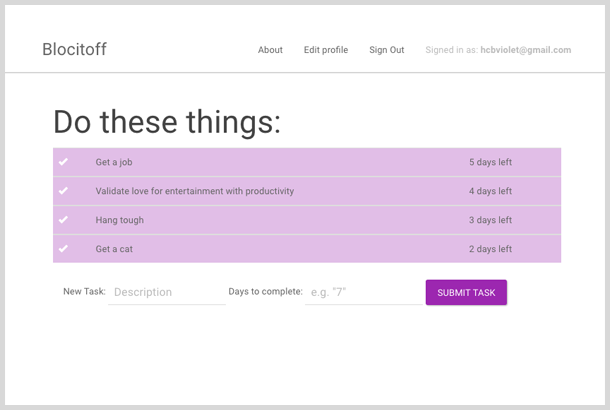 Blocitoff About Edit profile Sign Out Signed in as: hcbviolet@gmail.com
Do these things:
Get a job 5 days left
Validate love for entertainment with productivity 4 days left
Hang tough 3 days left
Get a cat 2 days left
New Task: Description Days to complete: e.g. "7" SUBMIT TASK